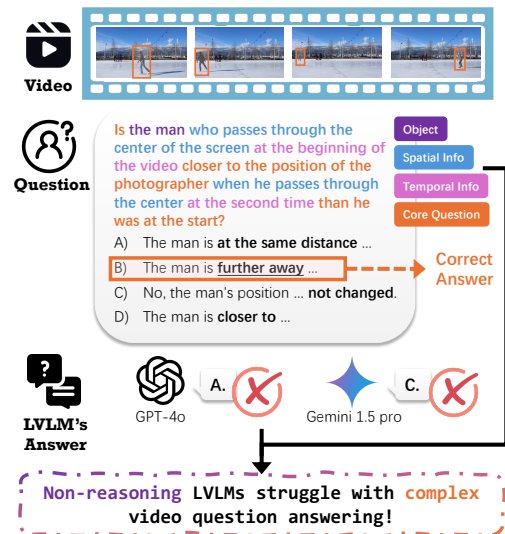 Video
Question
Is the man who passes through the
center of the screen at the beginning of
the video closer to the position of the
photographer when he passes through
the center at the second time than he
was at the start?
A) The man is at the same distance ...
B) The man is further away ...
C) No, the man's position ... not changed.
D) The man is closer to ...
Object
Spatial Info
Temporal Info
Core Question
Correct
Answer
LVLM's
Answer
A.
GPT-4o
C.
Gemini 1.5 pro
Non-reasoning LVLMs struggle with complex
video question answering!